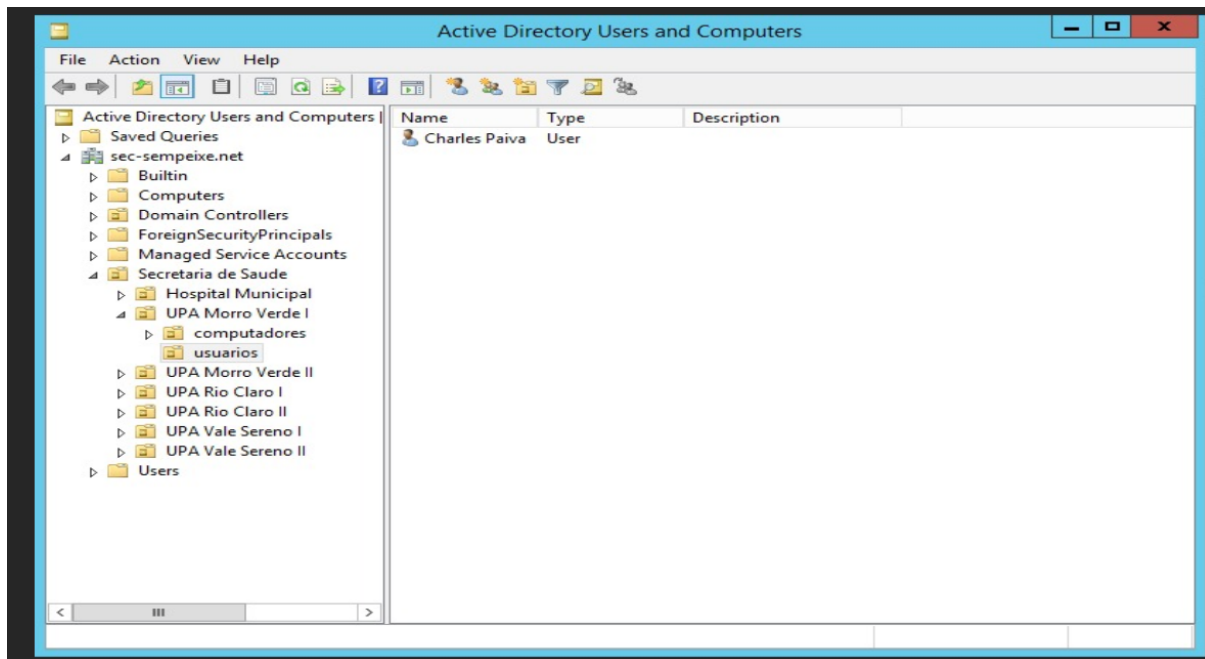 Active Directory Users and Computers
File Action View Help
Active Directory Users and Computers
Saved Queries
sec-sempeixe.net
Builtin
Computers
Domain Controllers
ForeignSecurityPrincipals
Managed Service Accounts
Secretaria de Saude
Hospital Municipal
UPA Morro Verde I
computadores
usuarios
UPA Morro Verde II
UPA Rio Claro I
UPA Rio Claro II
UPA Vale Sereno I
UPA Vale Sereno II
Users
Name Type Description
Charles Paiva User